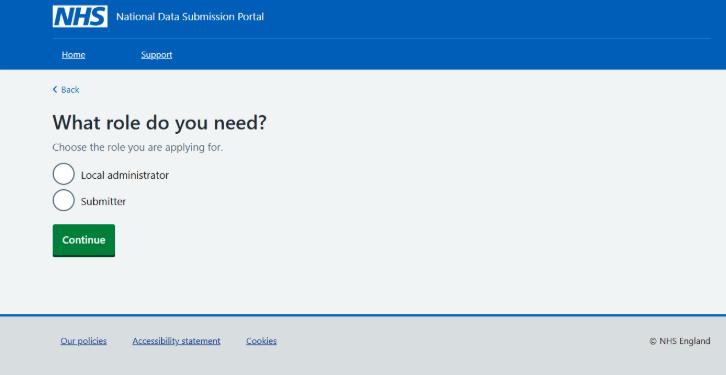 NHS National Data Submission Portal
Home Support
Back
What role do you need?
Choose the role you are applying for.
Local administrator
Submitter
Continue
Our policies Accessibility statement Cookies © NHS England